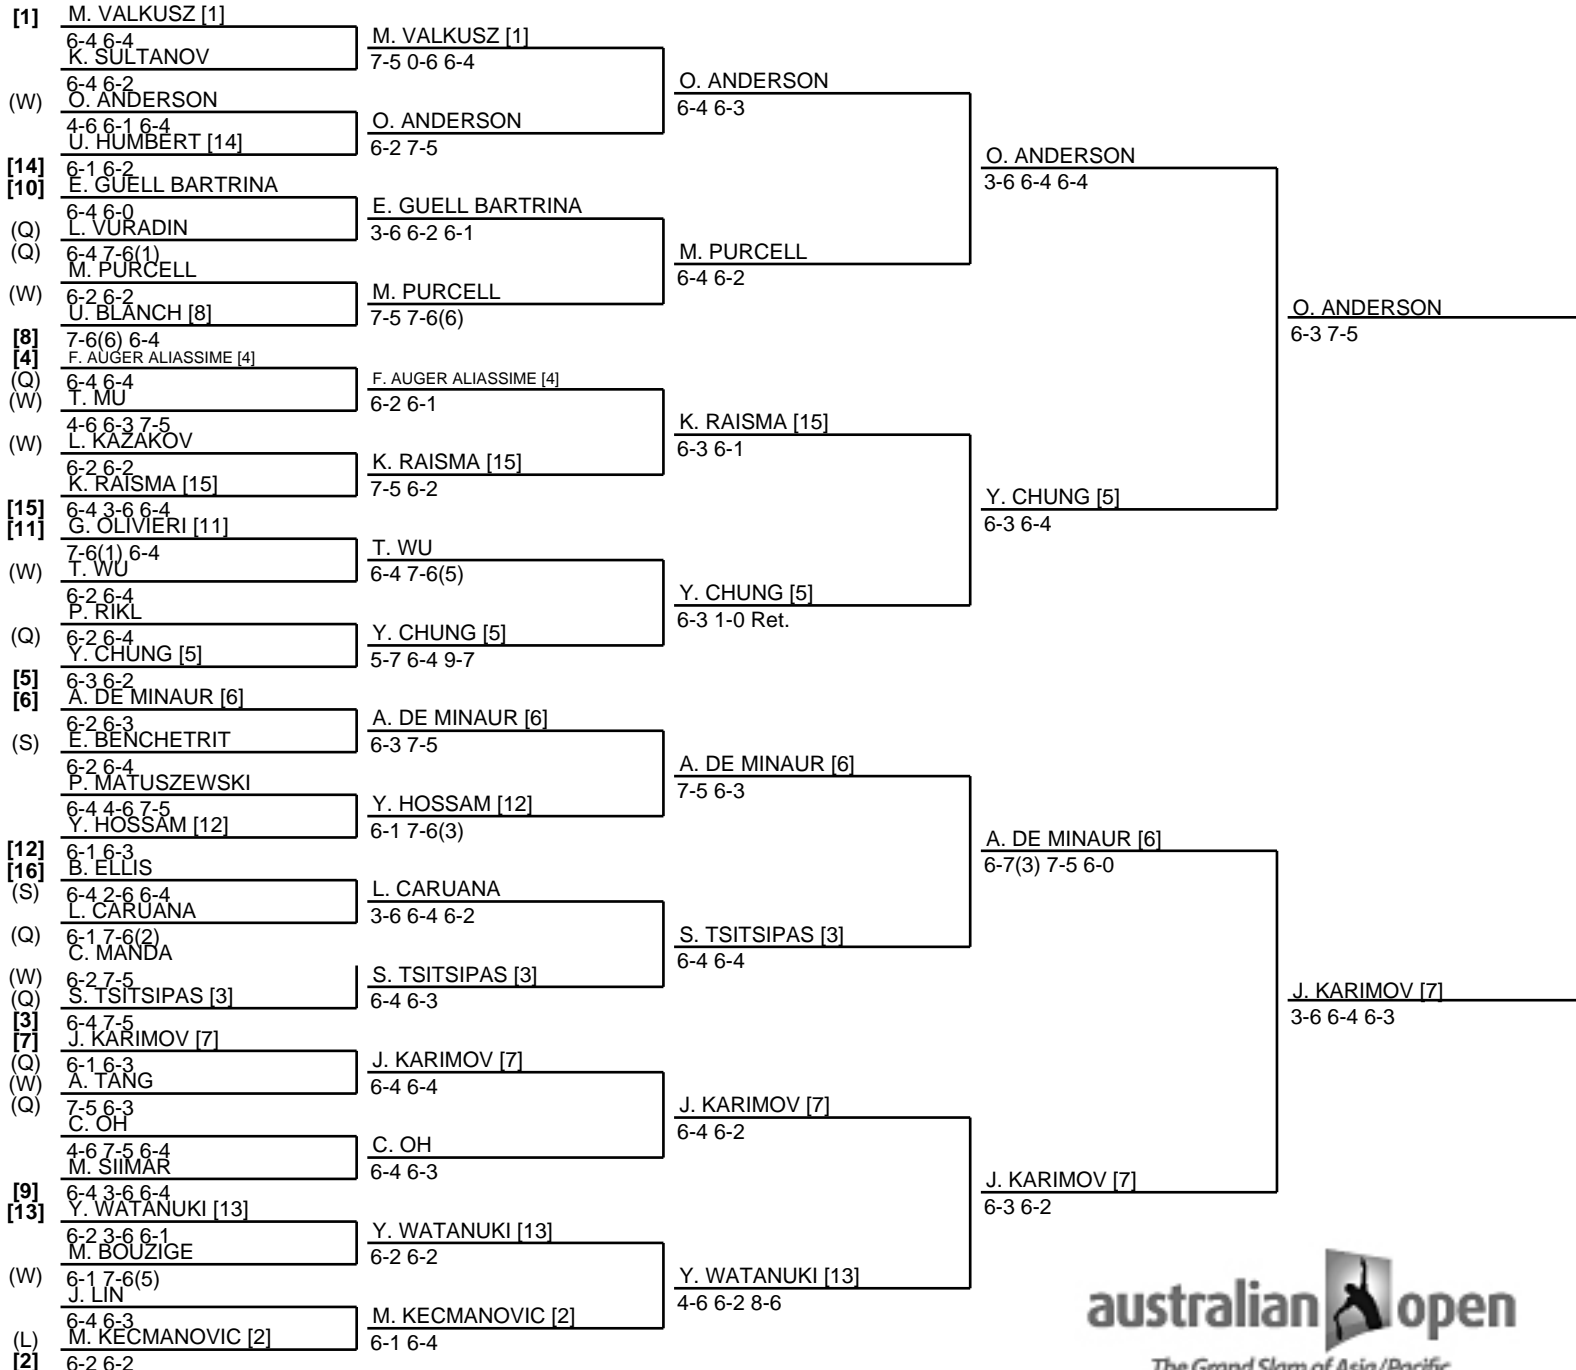 [1] M. VALKUSZ [1]
6-4 6-4
K. SULTANOV
6-4 6-2
(W) O. ANDERSON
4-6 6-1 6-4
U. HUMBERT [14]
[14] 6-1 6-2
[10] E. GUELL BARTRINA
6-4 6-0
(Q) L. VURADIN
(Q) 6-4 7-6(1)
M. PURCELL
(W) 6-2 6-2
U. BLANCH [8]
[8] 7-6(6) 6-4
[4] F. AUGER ALIASSIME [4]
(Q) 6-4 6-4
(W) T. MU
4-6 6-3 7-5
(W) L. KAZAKOV
6-2 6-2
K. RAISMA [15]
[15] 6-4 3-6 6-4
[11] G. OLIVIERI [11]
7-6(1) 6-4
(W) T. WU
6-2 6-4
P. RIKL
(Q) 6-2 6-4
Y. CHUNG [5]
[5] 6-3 6-2
[6] A. DE MINAUR [6]
6-2 6-3
(S) E. BENCHETRIT
6-2 6-4
P. MATUSZEWSKI
6-4 4-6 7-5
Y. HOSSAM [12]
[12] 6-1 6-3
[16] B. ELLIS
(S) 6-4 2-6 6-4
L. CARUANA
(Q) 6-1 7-6(2)
C. MANDA
(W) 6-2 7-5
(Q) S. TSITSIPAS [3]
[3] 6-4 7-5
[7] J. KARIMOV [7]
(Q) 6-1 6-3
(W) A. TANG
(Q) 7-5 6-3
C. OH
4-6 7-5 6-4
M. SIIMAR
[9] 6-4 3-6 6-4
[13] Y. WATANUKI [13]
6-2 3-6 6-1
M. BOUZIGE
(W) 6-1 7-6(5)
J. LIN
6-4 6-3
(L) M. KECMANOVIC [2]
[2] 6-2 6-2
M. VALKUSZ [1]
7-5 0-6 6-4
O. ANDERSON
6-2 7-5
E. GUELL BARTRINA
3-6 6-2 6-1
M. PURCELL
7-5 7-6(6)
F. AUGER ALIASSIME [4]
6-2 6-1
K. RAISMA [15]
7-5 6-2
T. WU
6-4 7-6(5)
Y. CHUNG [5]
5-7 6-4 9-7
A. DE MINAUR [6]
6-3 7-5
Y. HOSSAM [12]
6-1 7-6(3)
L. CARUANA
3-6 6-4 6-2
S. TSITSIPAS [3]
6-4 6-3
J. KARIMOV [7]
6-4 6-4
C. OH
6-4 6-3
Y. WATANUKI [13]
6-2 6-2
M. KECMANOVIC [2]
6-1 6-4
O. ANDERSON
6-4 6-3
M. PURCELL
6-4 6-2
K. RAISMA [15]
6-3 6-1
Y. CHUNG [5]
6-3 1-0 Ret.
A. DE MINAUR [6]
7-5 6-3
S. TSITSIPAS [3]
6-4 6-4
J. KARIMOV [7]
6-4 6-2
Y. WATANUKI [13]
4-6 6-2 8-6
O. ANDERSON
3-6 6-4 6-4
Y. CHUNG [5]
6-3 6-4
A. DE MINAUR [6]
6-7(3) 7-5 6-0
J. KARIMOV [7]
6-3 6-2
O. ANDERSON
6-3 7-5
J. KARIMOV [7]
3-6 6-4 6-3
australian open
The Grand Slam of Asia/Pacific